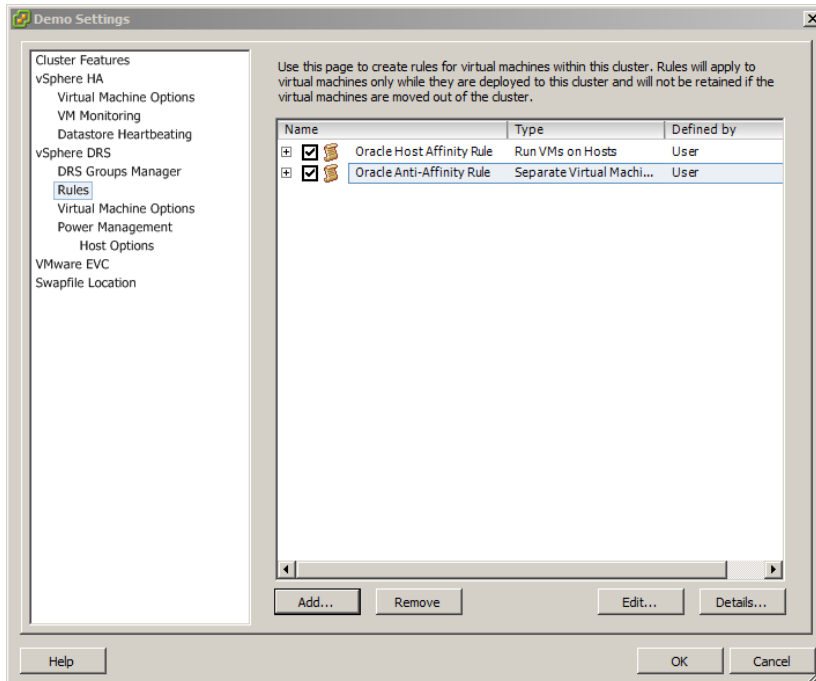 Demo Settings
Cluster Features
vSphere HA
Virtual Machine Options
VM Monitoring
Datastore Heartbeating
vSphere DRS
DRS Groups Manager
Rules
Virtual Machine Options
Power Management
Host Options
VMware EVC
Swapfile Location
Use this page to create rules for virtual machines within this cluster. Rules will apply to
virtual machines only while they are deployed to this cluster and will not be retained if the
virtual machines are moved out of the cluster.
Name Type Defined by
Oracle Host Affinity Rule Run VMs on Hosts User
Oracle Anti-Affinity Rule Separate Virtual Machi... User
Add... Remove Edit... Details...
Help OK Cancel